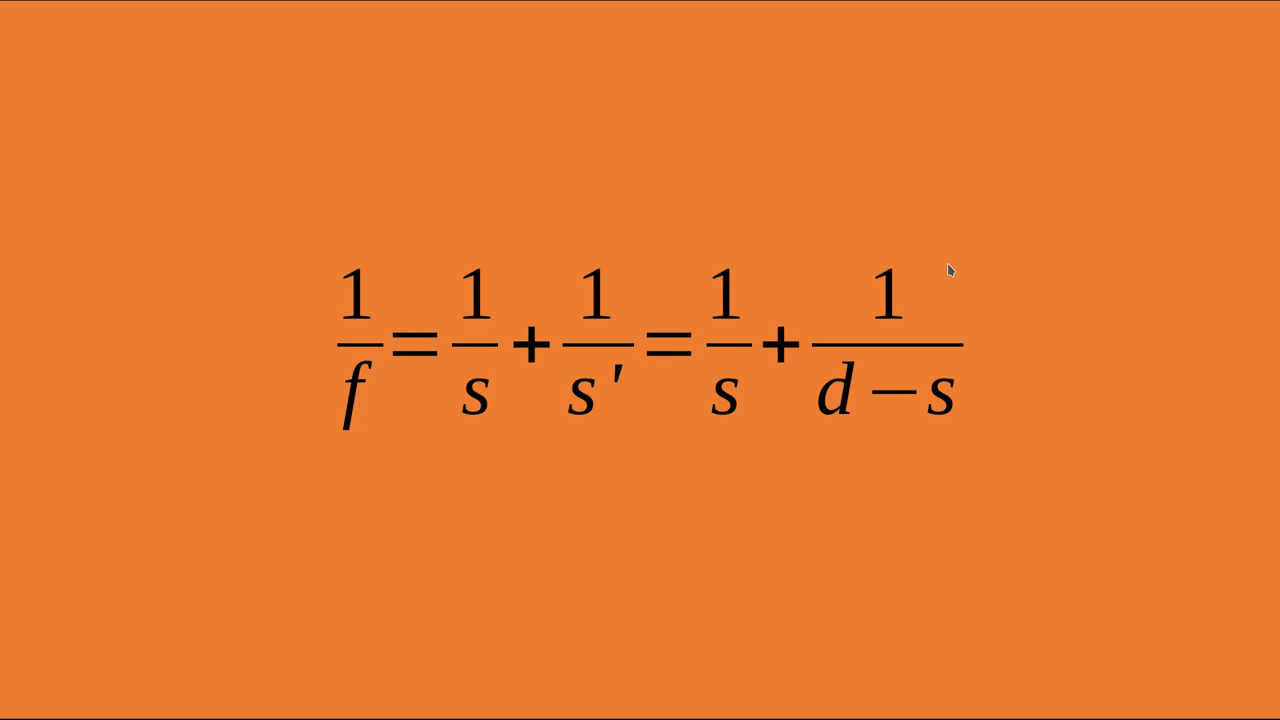 1/f = 1/s + 1/s' = 1/s + 1/(d − s)